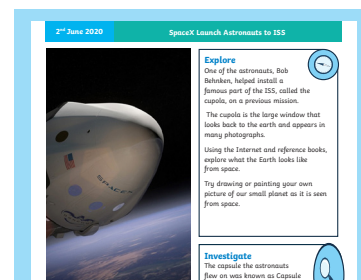 2nd June 2020
SpaceX Launch Astronauts to ISS
Explore
One of the astronauts, Bob
Behnken, helped install a
famous part of the ISS, called the
cupola, on a previous mission.
The cupola is the large window that
looks back to the earth and appears in
many photographs.
Using the Internet and reference books,
explore what the Earth looks like
from space.
Try drawing or painting your own
picture of our small planet as it is seen
from space.
SPACEX
Investigate
The capsule the astronauts
flew on was known as Capsule